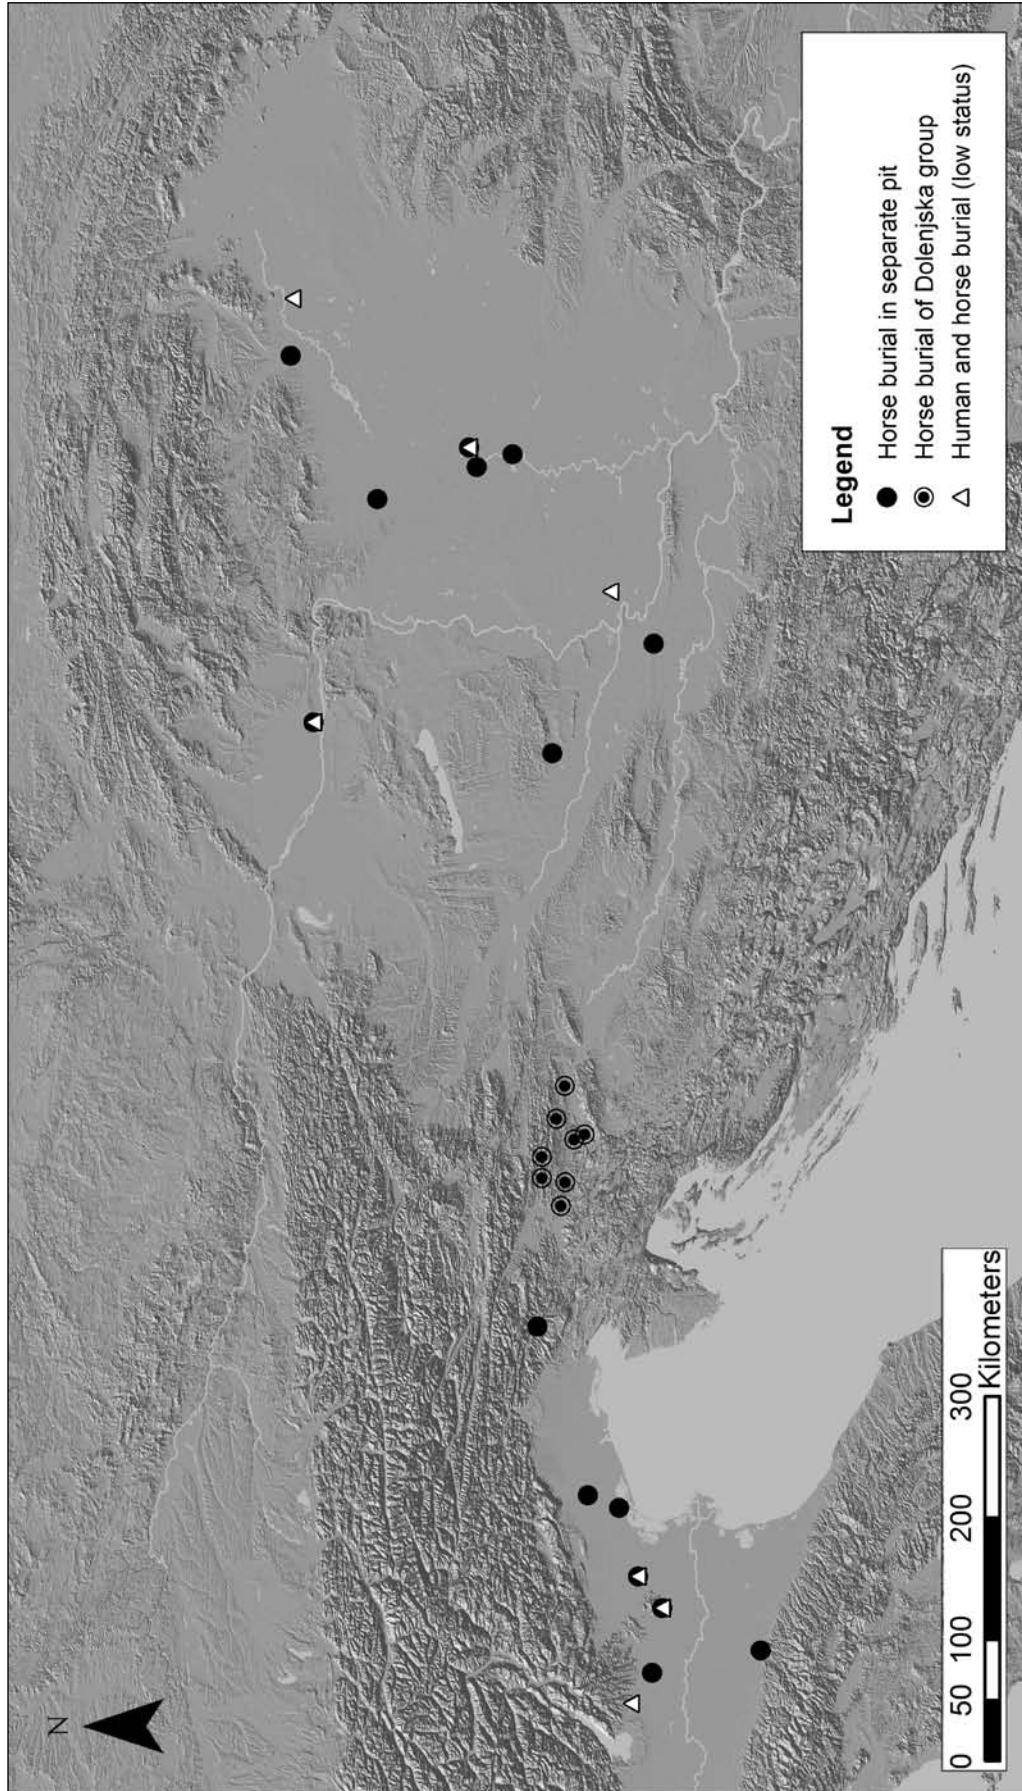 N
Legend
Horse burial in separate pit
Horse burial of Dolenjska group
Human and horse burial (low status)
0 50 100 200 300
Kilometers